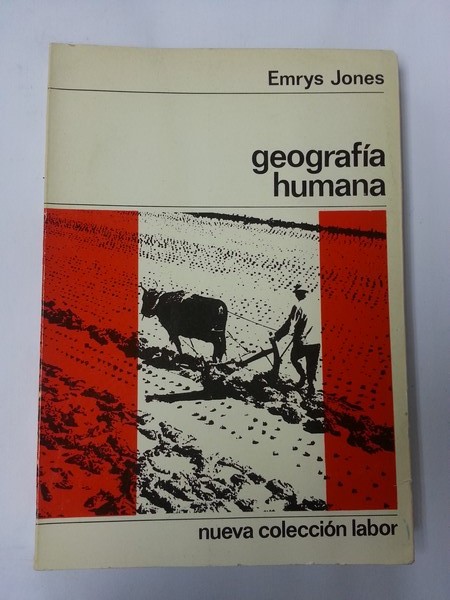 Emrys Jones
geografía
humana
nueva colección labor